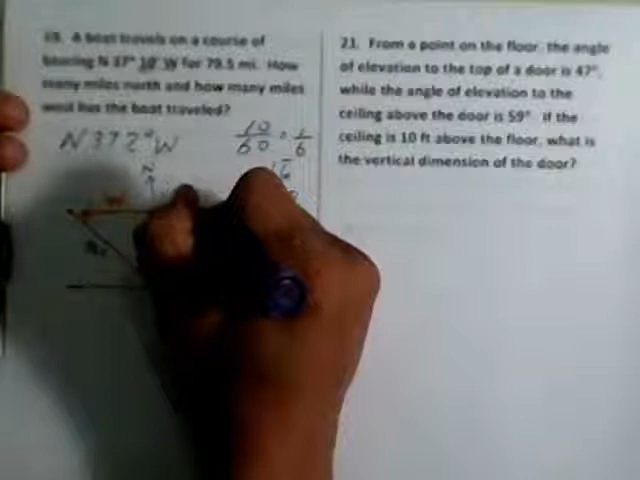 19. A boat travels on a course of
bearing N 37° 10' W for 79.5 mi. How
many miles north and how many miles
west has the boat traveled?
N372°W
10/60 = 1/6
N
W
21. From a point on the floor, the angle
of elevation to the top of a door is 47°,
while the angle of elevation to the
ceiling above the door is 59°. If the
ceiling is 10 ft above the floor, what is
the vertical dimension of the door?